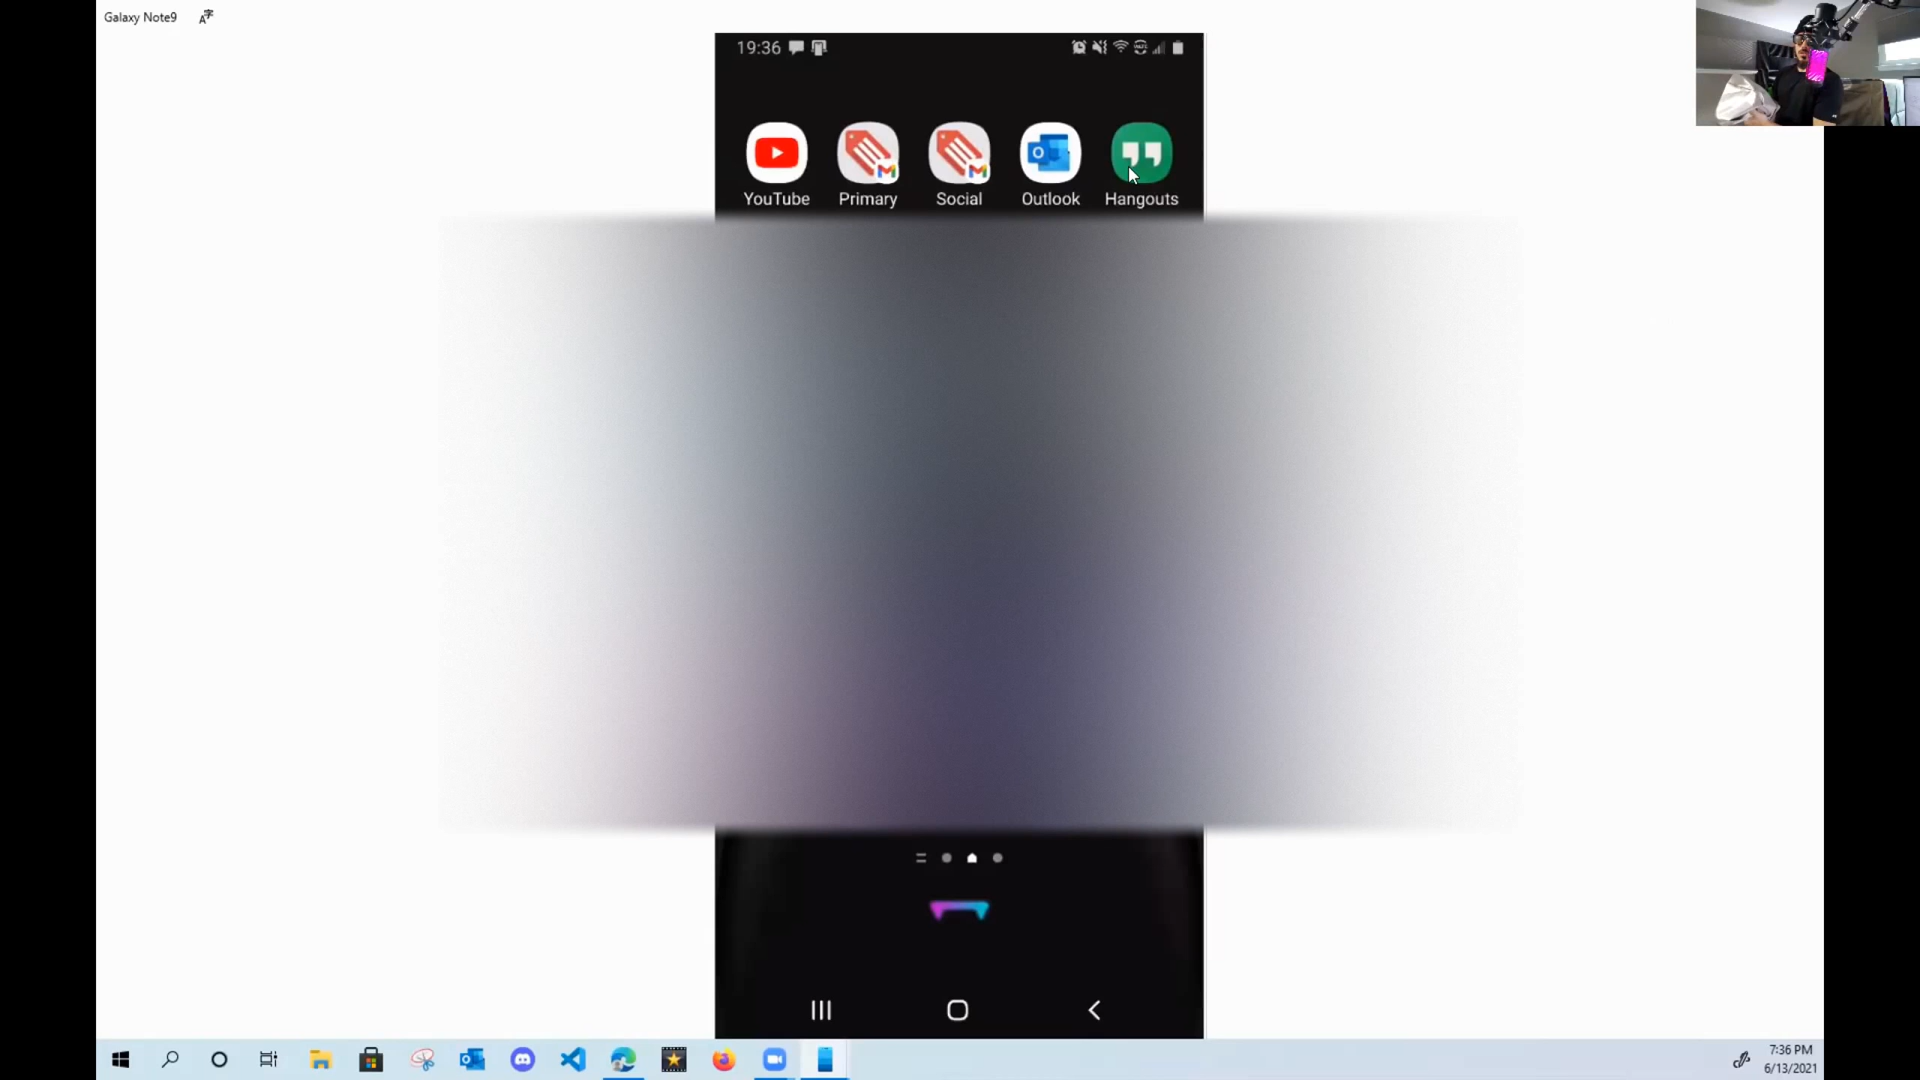 Galaxy Note9
19:36
YouTube Primary Social Outlook Hangouts
7:36 PM
6/13/2021